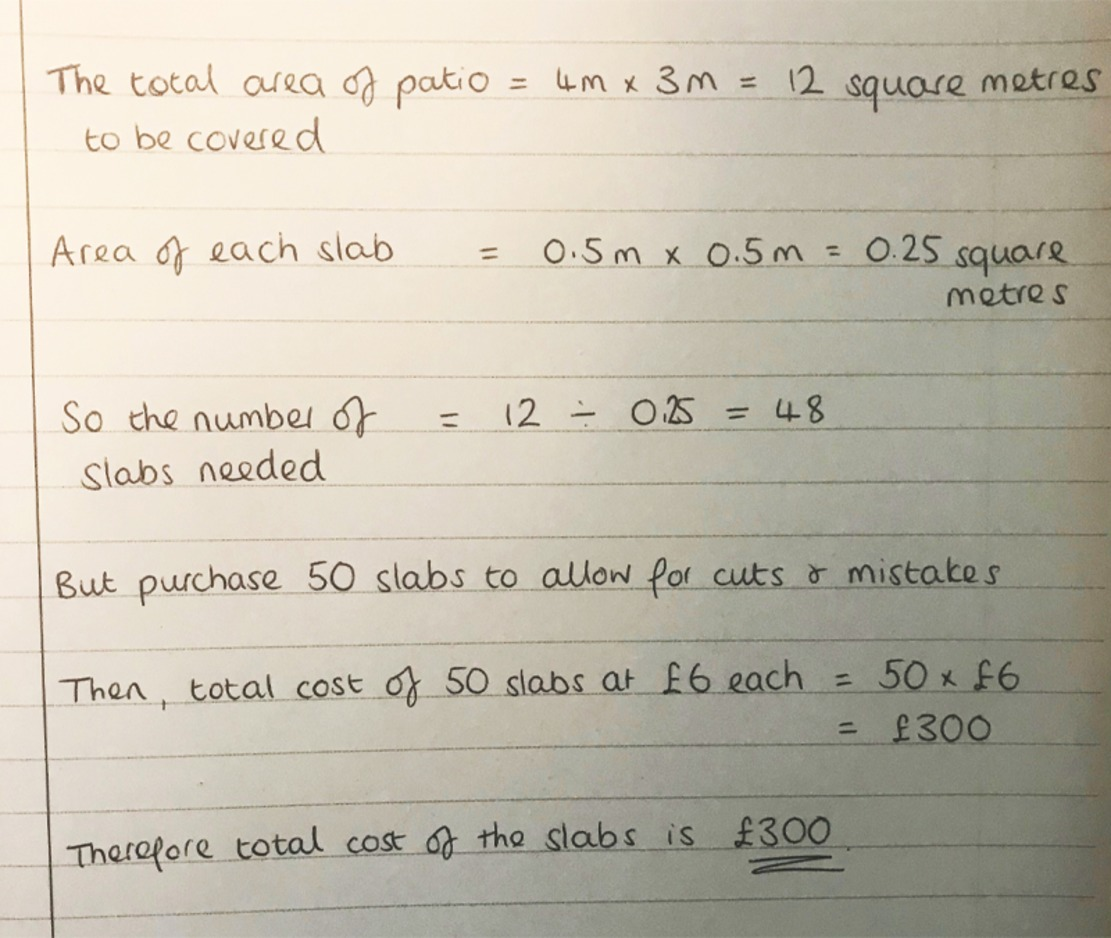 The total area of patio = 4m x 3m = 12 square metres
to be covered
Area of each slab = 0.5m x 0.5m = 0.25 square
metres
So the number of = 12 ÷ 0.25 = 48
slabs needed
But purchase 50 slabs to allow for cuts & mistakes
Then, total cost of 50 slabs at £6 each = 50 x £6
= £300
Therefore total cost of the slabs is £300.